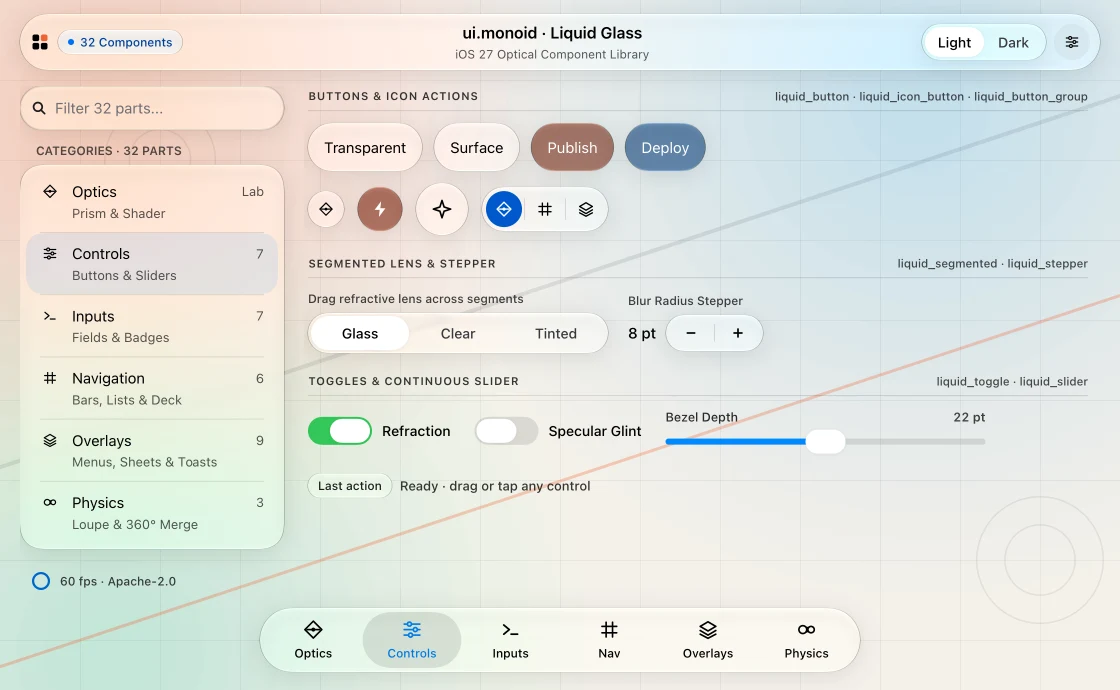 32 Components
ui.monoid · Liquid Glass
iOS 27 Optical Component Library
Light
Dark
Filter 32 parts...
CATEGORIES · 32 PARTS
Optics
Lab
Prism & Shader
Controls
7
Buttons & Sliders
Inputs
7
Fields & Badges
Navigation
6
Bars, Lists & Deck
Overlays
9
Menus, Sheets & Toasts
Physics
3
Loupe & 360° Merge
60 fps · Apache-2.0
BUTTONS & ICON ACTIONS
liquid_button · liquid_icon_button · liquid_button_group
Transparent
Surface
Publish
Deploy
SEGMENTED LENS & STEPPER
liquid_segmented · liquid_stepper
Drag refractive lens across segments
Blur Radius Stepper
Glass
Clear
Tinted
8 pt
−
+
TOGGLES & CONTINUOUS SLIDER
liquid_toggle · liquid_slider
Refraction
Specular Glint
Bezel Depth
22 pt
Last action
Ready · drag or tap any control
Optics
Controls
Inputs
Nav
Overlays
Physics